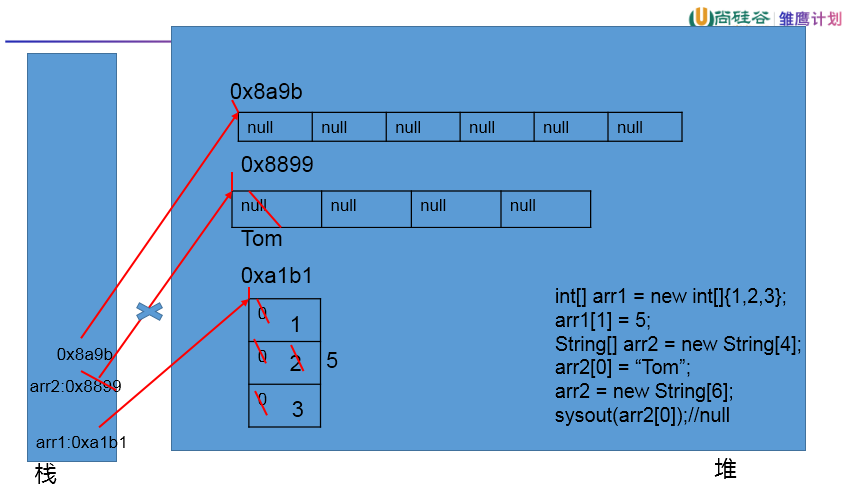 尚硅谷 雏鹰计划
0x8a9b
null null null null null null
0x8899
null null null null
Tom
0xa1b1
0 1
0 2 5
0 3
0x8a9b
arr2:0x8899
arr1:0xa1b1
栈
int[] arr1 = new int[]{1,2,3};
arr1[1] = 5;
String[] arr2 = new String[4];
arr2[0] = “Tom”;
arr2 = new String[6];
sysout(arr2[0]);//null
堆